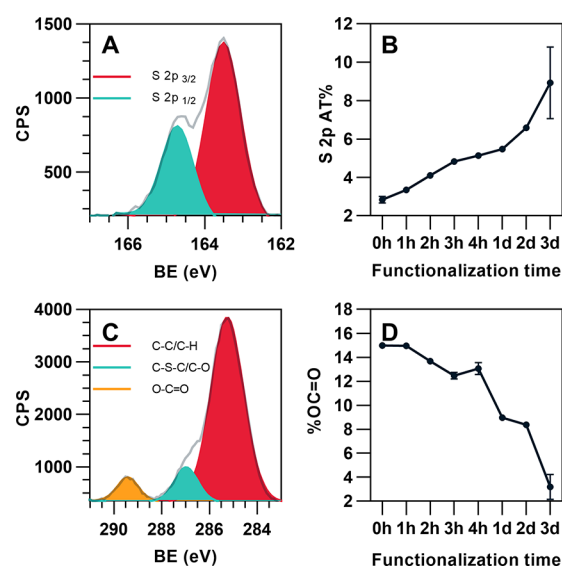 A
1500
1000
500
CPS
S 2p 3/2
S 2p 1/2
166
164
162
BE (eV)
B
12
10
8
6
4
2
S 2p AT%
0h 1h 2h 3h 4h 1d 2d 3d
Functionalization time
C
4000
3000
2000
1000
CPS
C-C/C-H
C-S-C/C-O
O-C=O
290
288
286
284
BE (eV)
D
18
16
14
12
10
8
6
4
2
%OC=O
0h 1h 2h 3h 4h 1d 2d 3d
Functionalization time